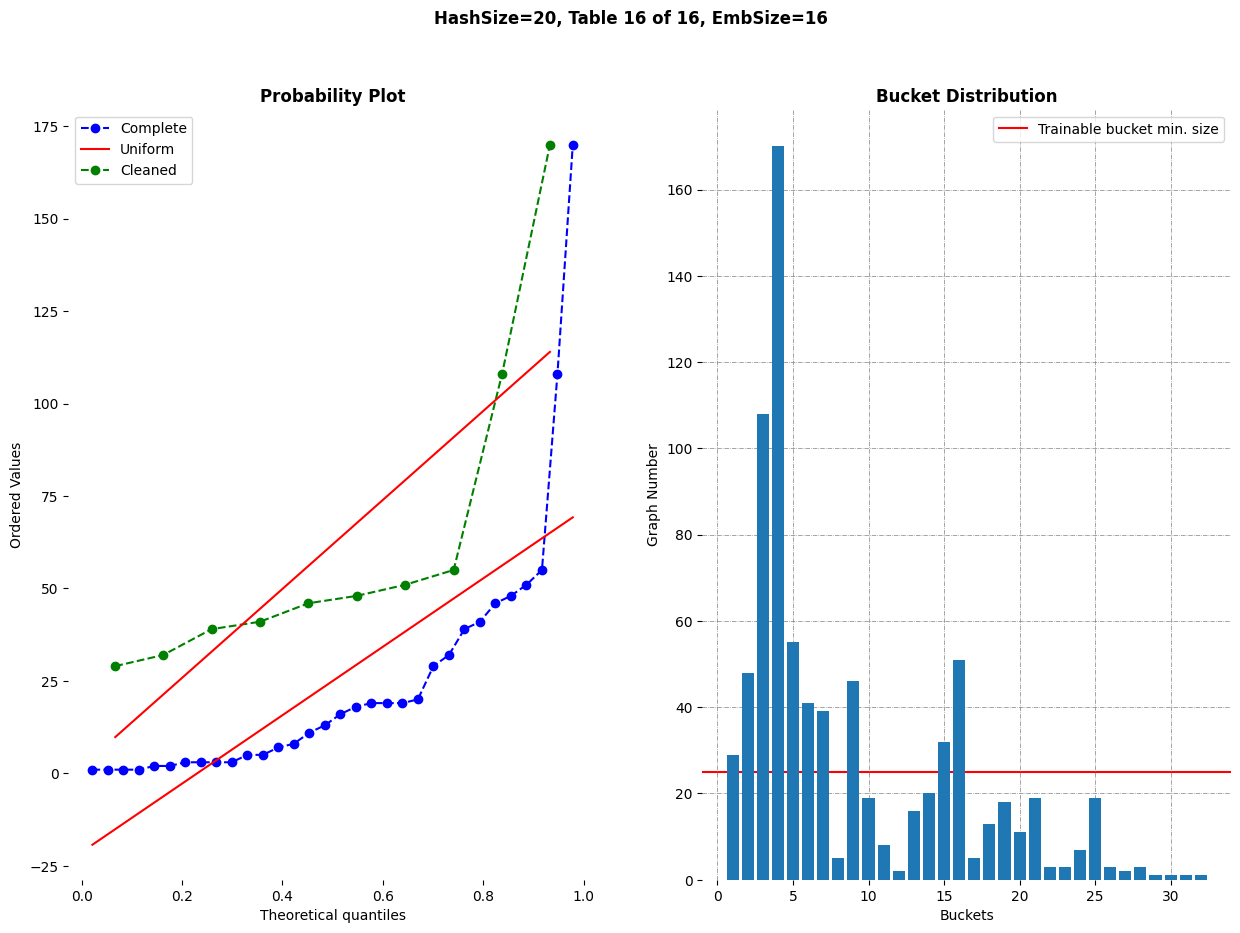 HashSize=20, Table 16 of 16, EmbSize=16
Probability Plot
Complete
Uniform
Cleaned
175
150
125
100
75
50
25
0
−25
0.0 0.2 0.4 0.6 0.8 1.0
Ordered Values
Theoretical quantiles
Bucket Distribution
Trainable bucket min. size
160
140
120
100
80
60
40
20
0
0 5 10 15 20 25 30
Graph Number
Buckets